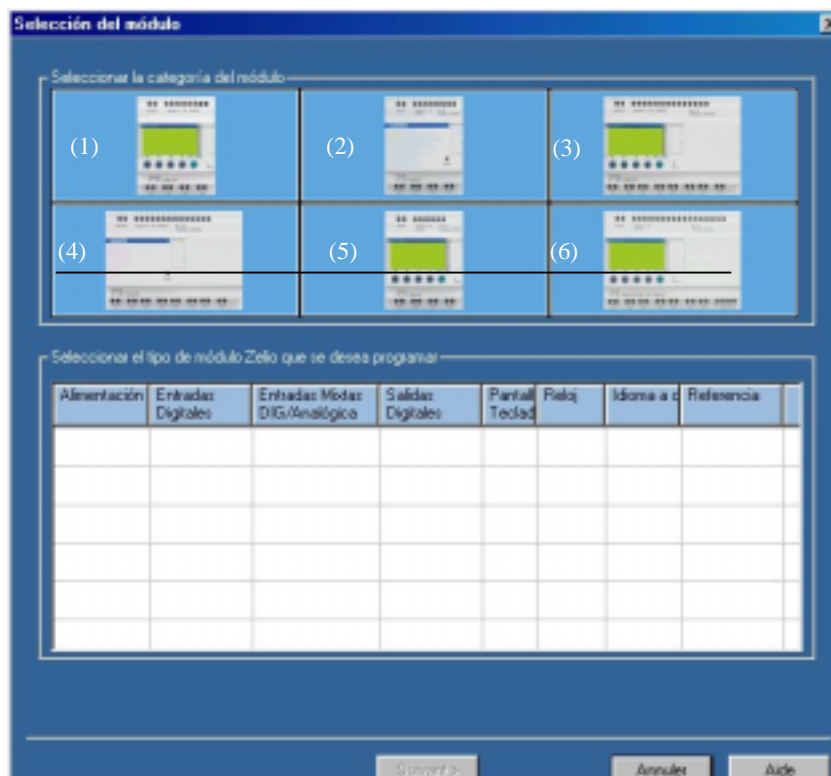 Selección del módulo
Seleccionar la categoría del módulo
(1) (2) (3)
(4) (5) (6)
Seleccionar el tipo de módulo Zelio que se desea programar
Alimentación Entradas Entradas Mixtas Salidas Pantall Reloj Idioma a c Referencia
Digitales DIG/Analógica Digitales Teclad
Annuler Aide